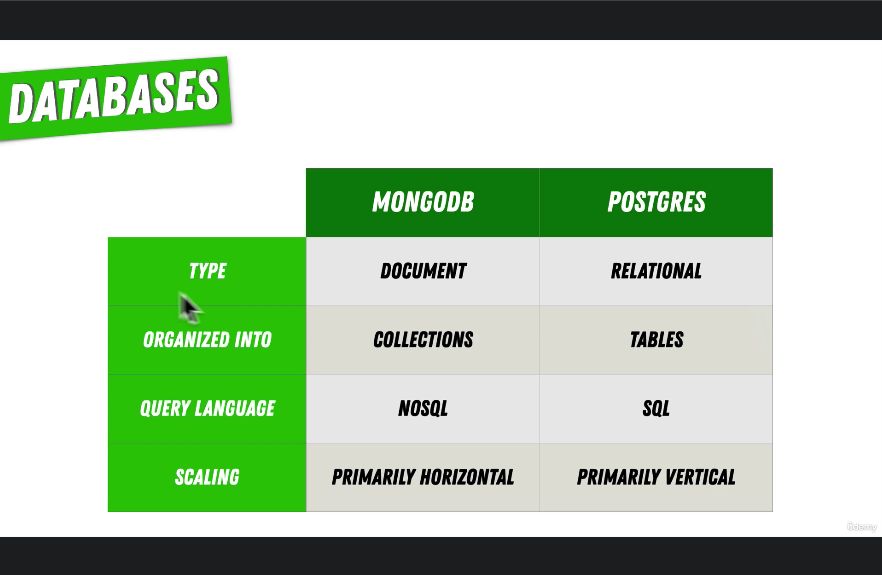 DATABASES
MONGODB POSTGRES
TYPE DOCUMENT RELATIONAL
ORGANIZED INTO COLLECTIONS TABLES
QUERY LANGUAGE NOSQL SQL
SCALING PRIMARILY HORIZONTAL PRIMARILY VERTICAL
Udemy